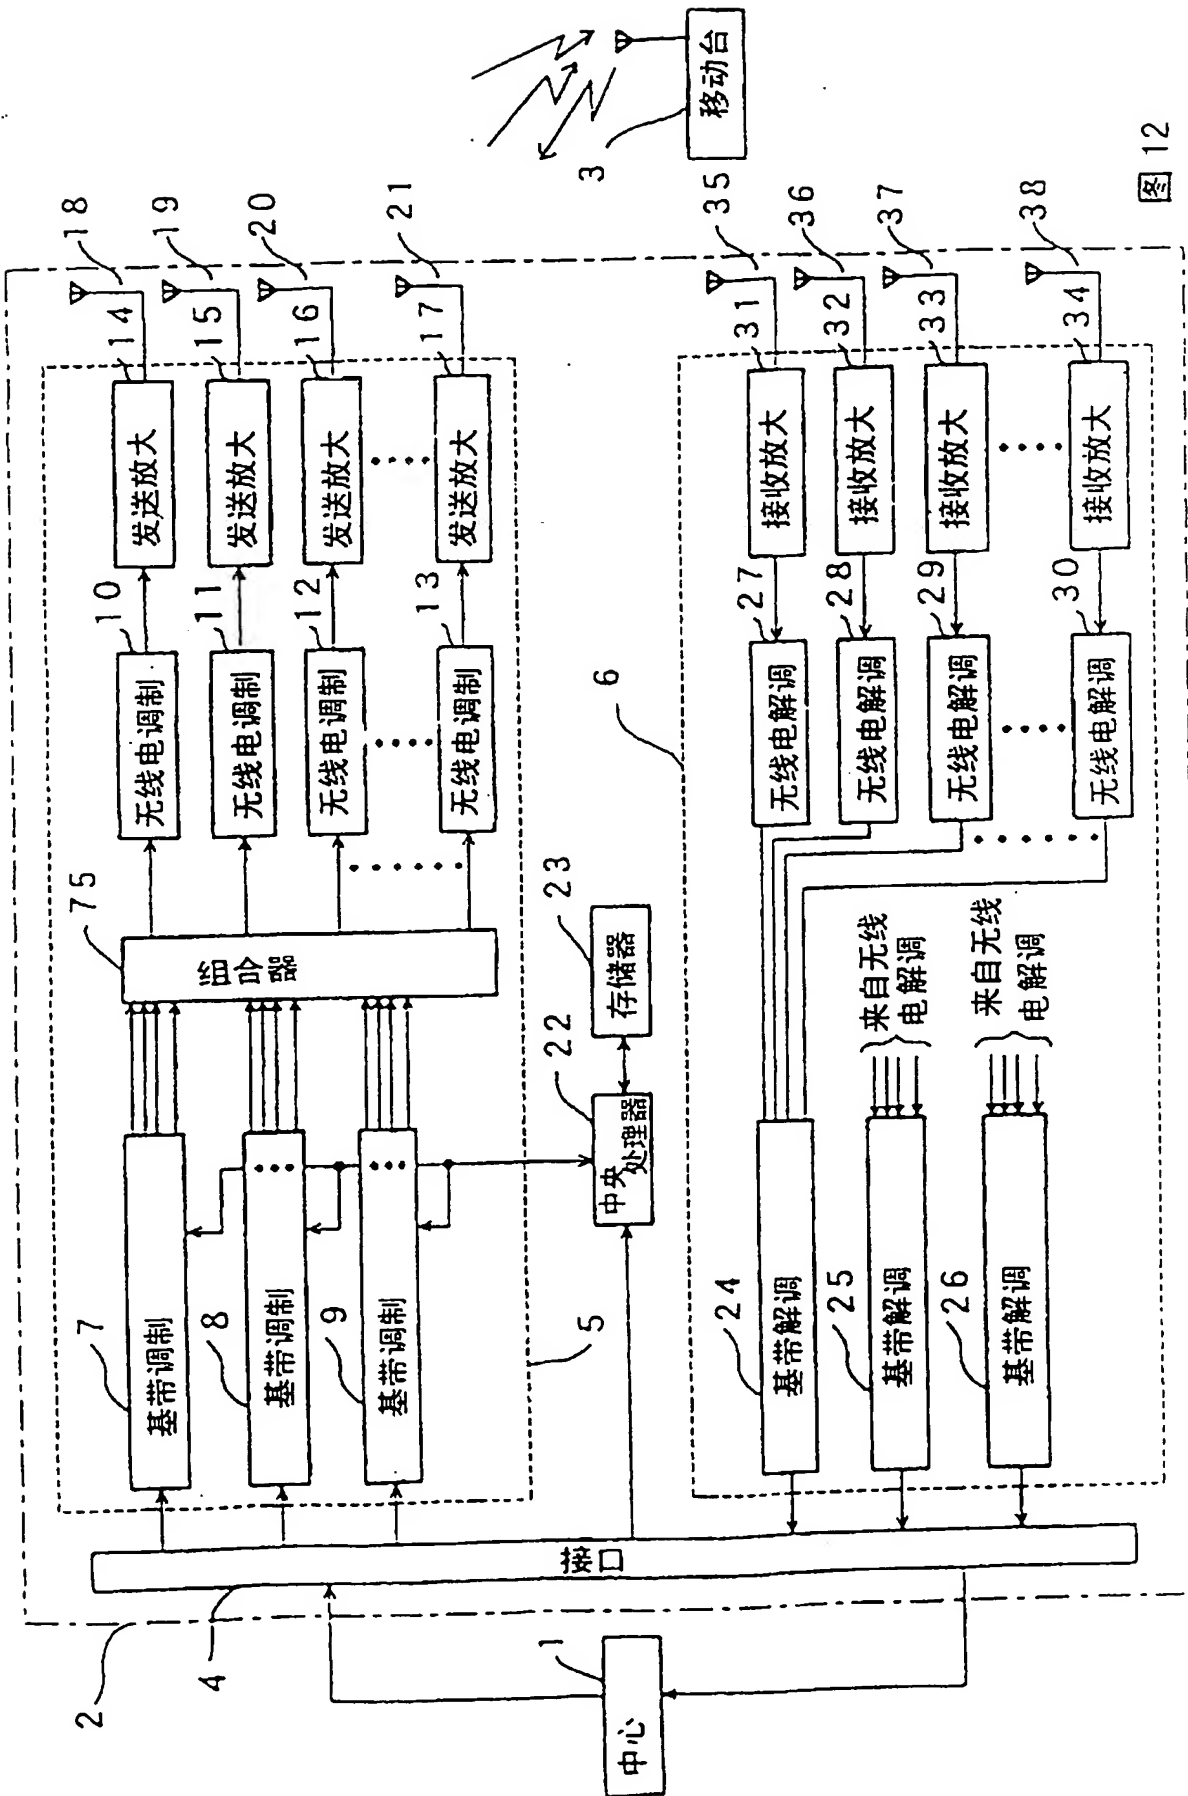 2
4
接口
1
中心
5
7
基带调制
8
基带调制
9
基带调制
75
组合器
10
无线电调制
11
无线电调制
12
无线电调制
13
无线电调制
14
发送放大
15
发送放大
16
发送放大
17
发送放大
18
19
20
21
22
中央
处理器
23
存储器
6
24
基带解调
25
基带解调
26
基带解调
来自无线
电解调
来自无线
电解调
27
无线电解调
28
无线电解调
29
无线电解调
30
无线电解调
31
接收放大
32
接收放大
33
接收放大
34
接收放大
35
36
37
38
3
移动台
图12